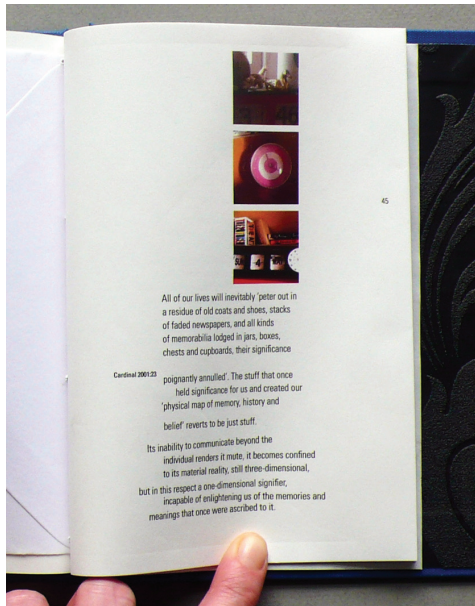 45
All of our lives will inevitably 'peter out in
a residue of old coats and shoes, stacks
of faded newspapers, and all kinds
of memorabilia lodged in jars, boxes,
chests and cupboards, their significance
Cardinal 2001:23
poignantly annulled'. The stuff that once
held significance for us and created our
'physical map of memory, history and
belief' reverts to be just stuff.
Its inability to communicate beyond the
individual renders it mute, it becomes confined
to its material reality, still three-dimensional,
but in this respect a one-dimensional signifier,
incapable of enlightening us of the memories and
meanings that once were ascribed to it.